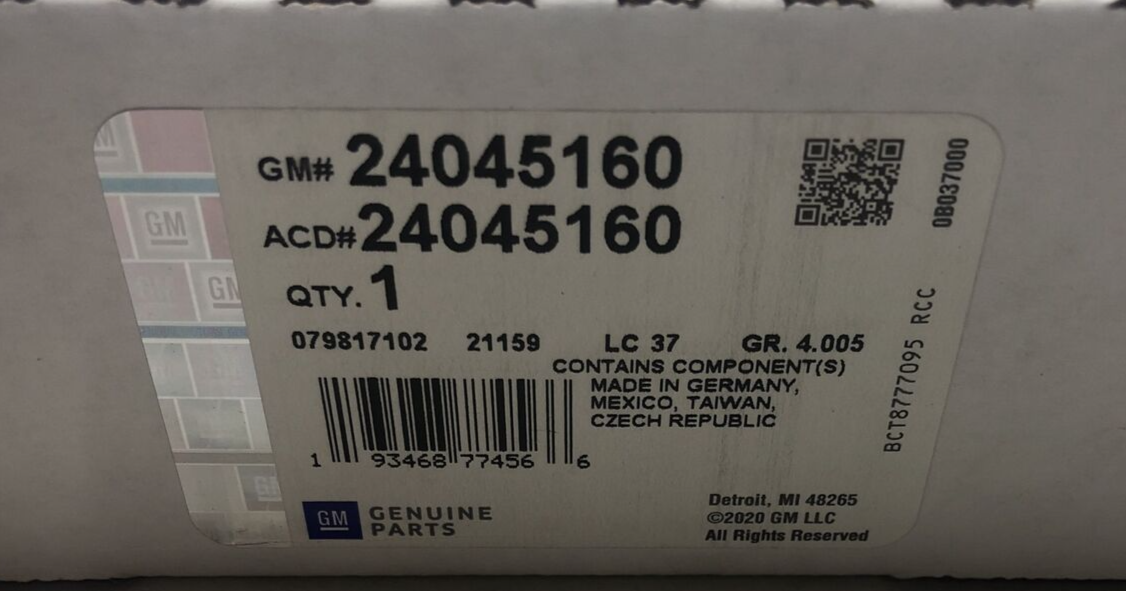 GM# 24045160
ACD# 24045160
QTY. 1
079817102 21159 LC 37 GR. 4.005
CONTAINS COMPONENT(S)
MADE IN GERMANY,
MEXICO, TAIWAN,
CZECH REPUBLIC
1 93468 77456 6
GM GENUINE
PARTS
Detroit, MI 48265
©2020 GM LLC
All Rights Reserved
0B037000
BCT8777095 RCC
GM
GM